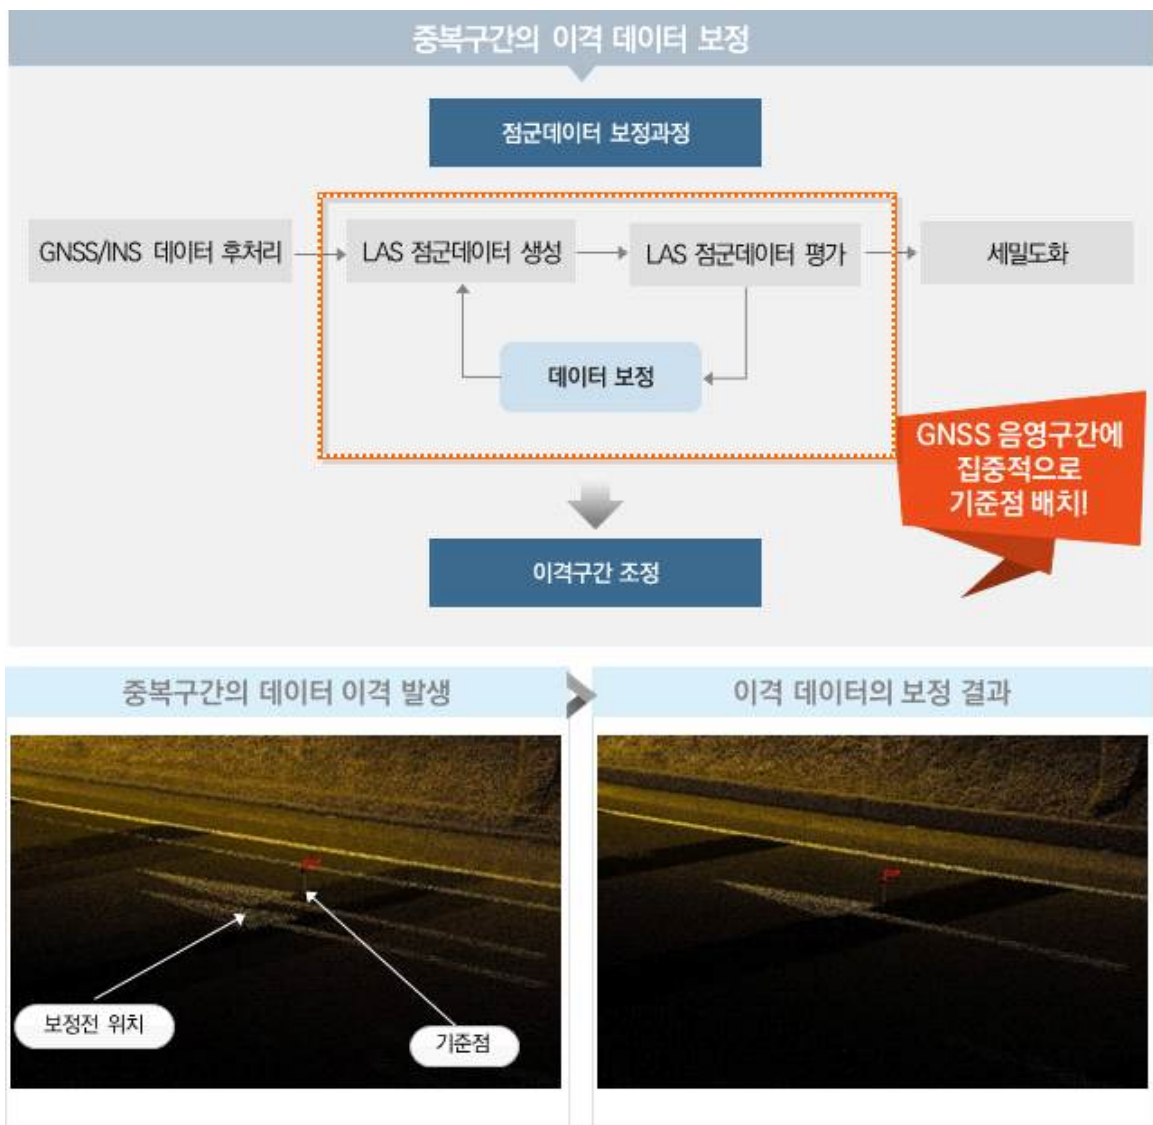 중복구간의 이격 데이터 보정
점군데이터 보정과정
GNSS/INS 데이터 후처리
LAS 점군데이터 생성
LAS 점군데이터 평가
세밀도화
데이터 보정
GNSS 음영구간에
집중적으로
기준점 배치!
이격구간 조정
중복구간의 데이터 이격 발생
이격 데이터의 보정 결과
보정전 위치
기준점